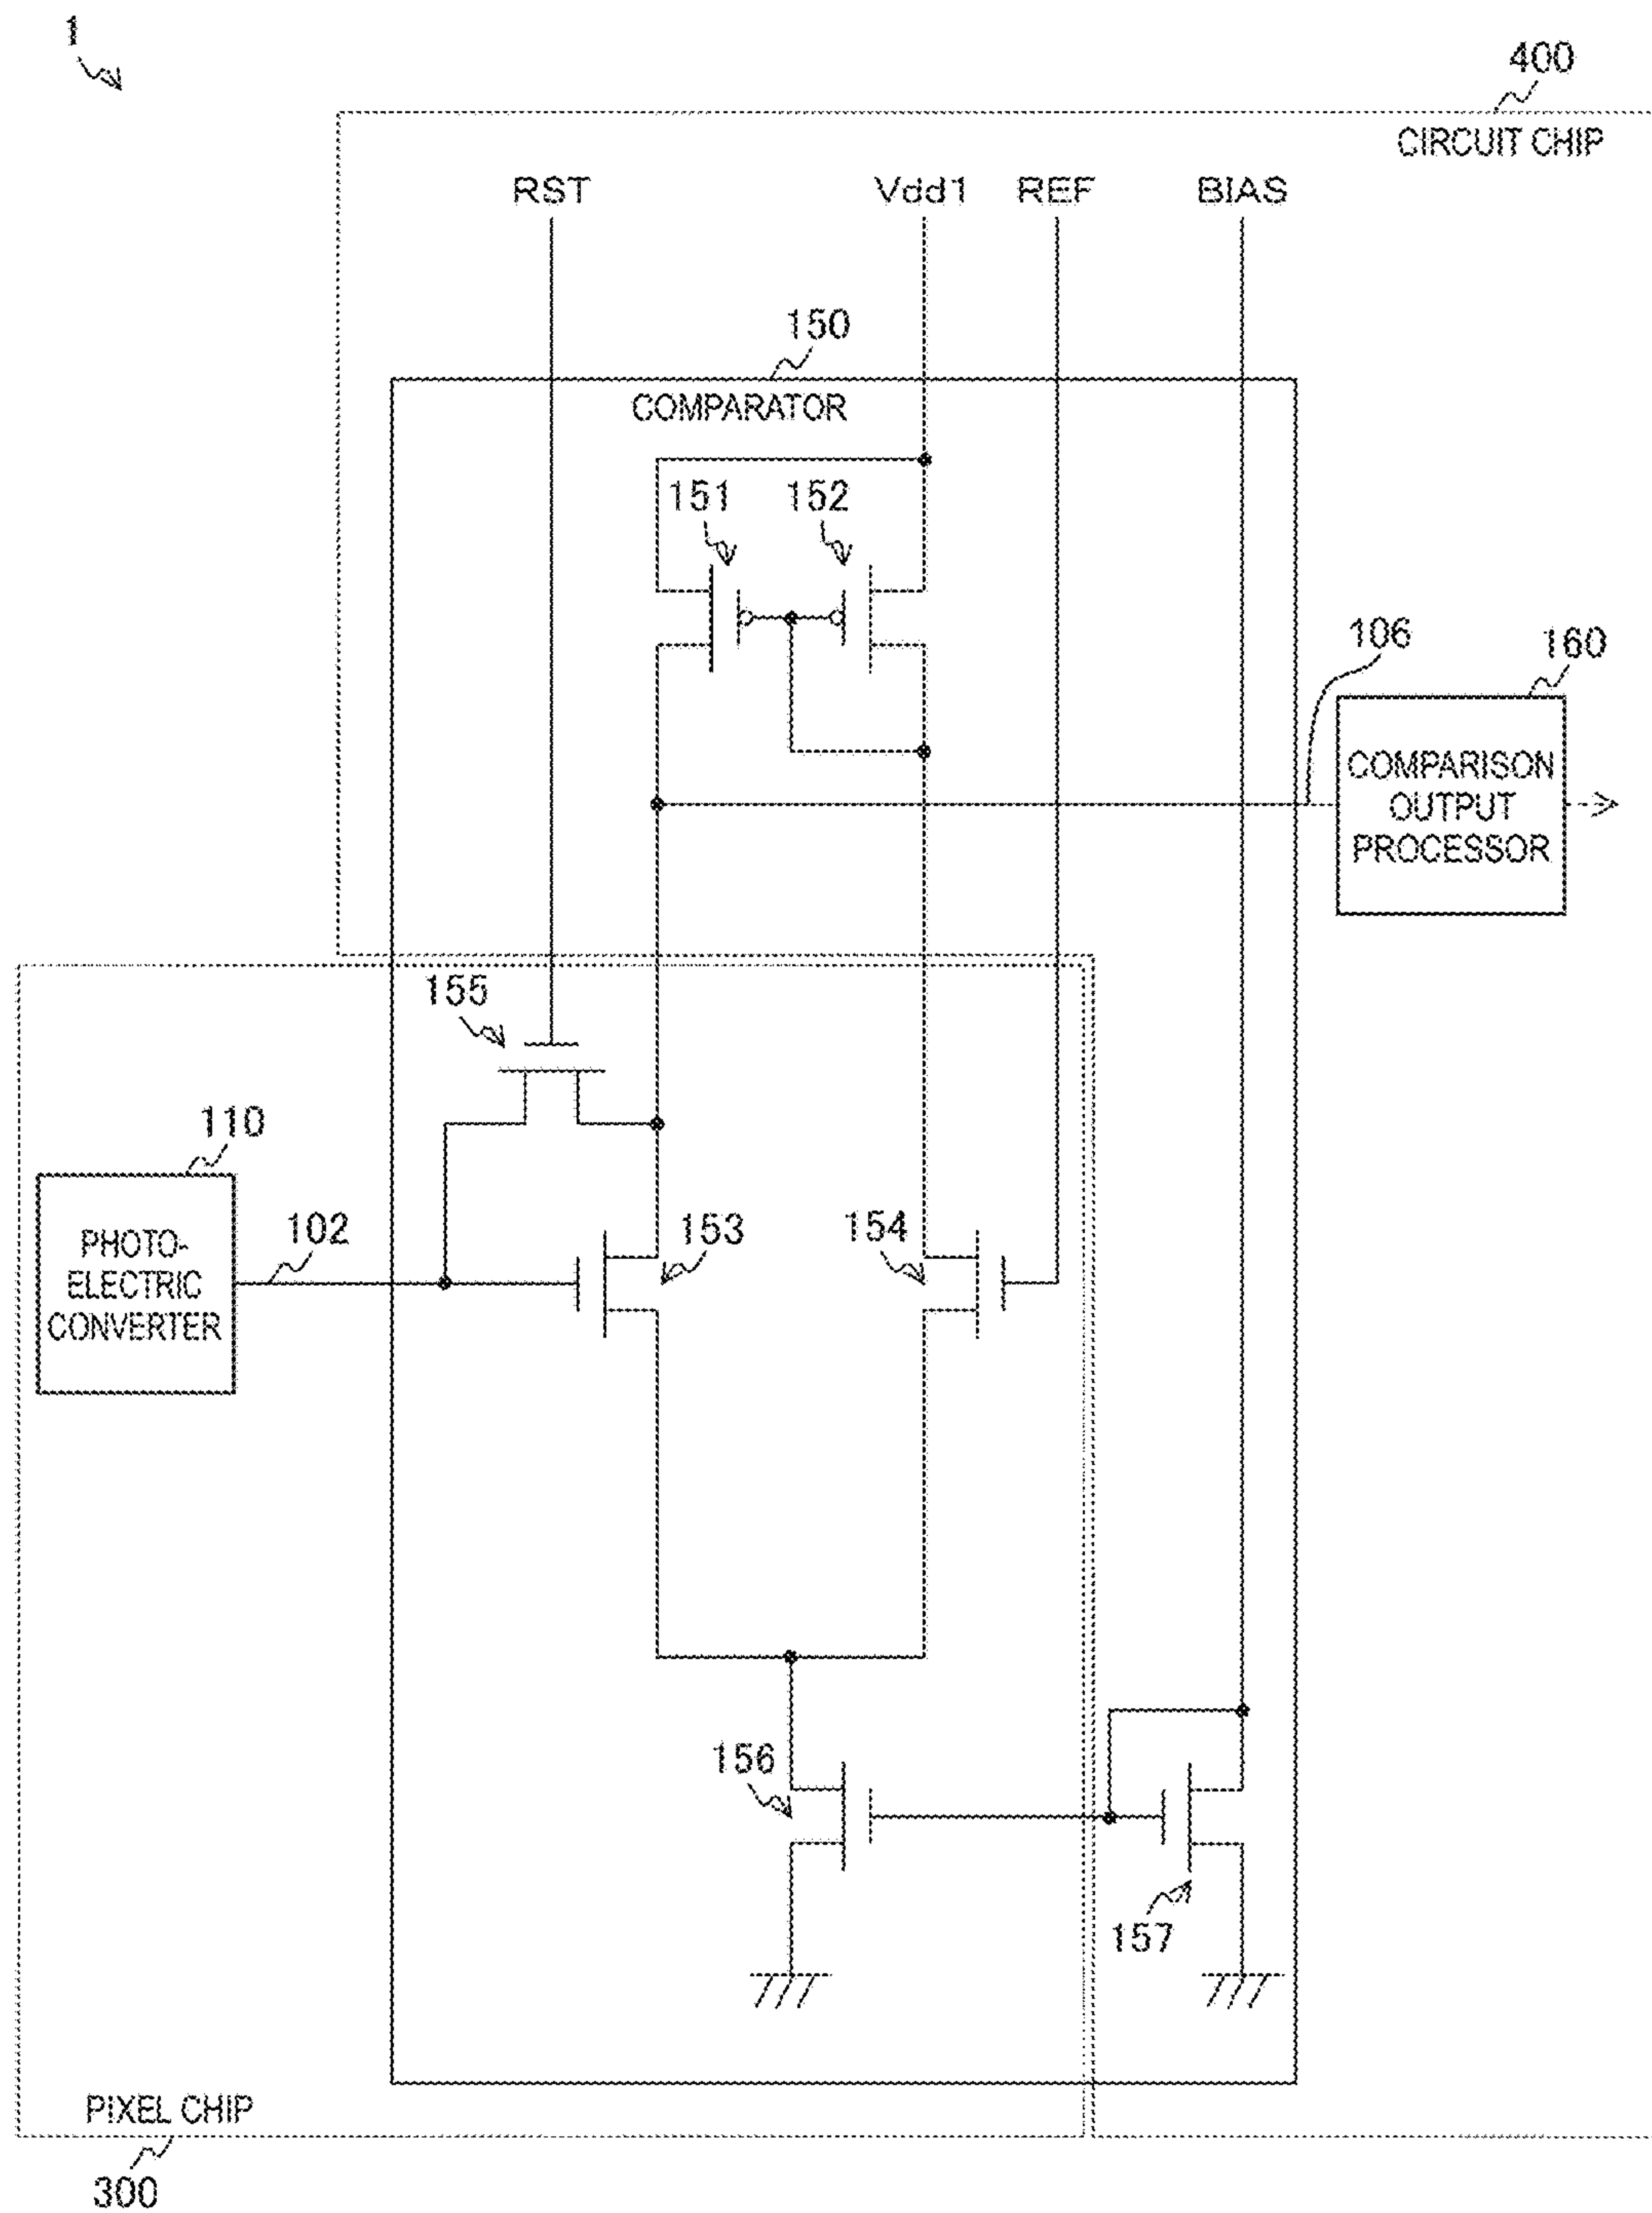 1
400
CIRCUIT CHIP
RST
Vdd1
REF
BIAS
150
COMPARATOR
151
152
106
160
COMPARISON
OUTPUT
PROCESSOR
155
110
PHOTO-
ELECTRIC
CONVERTER
102
153
154
156
157
PIXEL CHIP
300